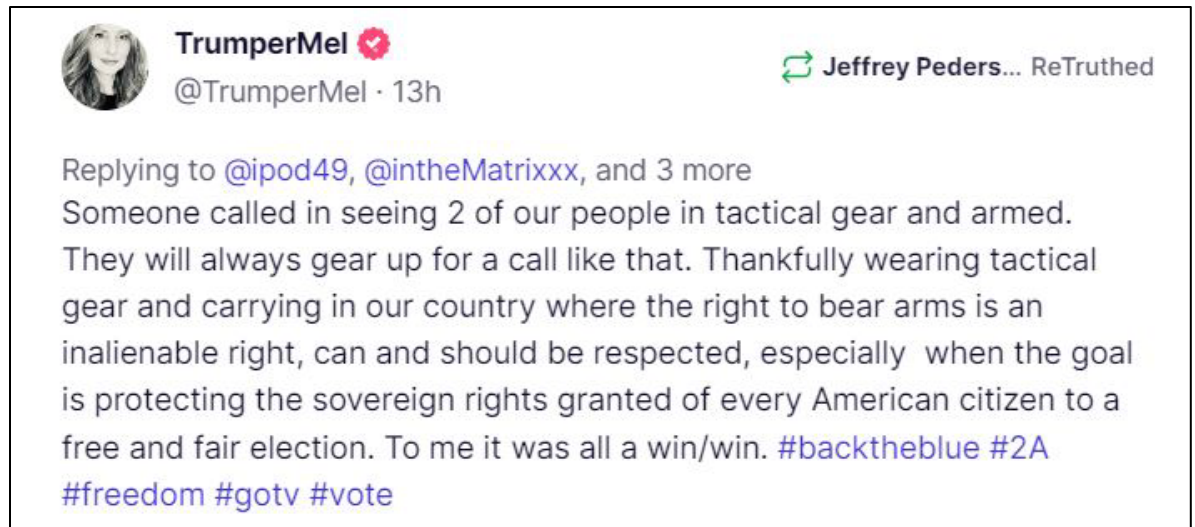 TrumperMel
Jeffrey Peders... ReTruthed
@TrumperMel · 13h
Replying to @ipod49, @intheMatrixxx, and 3 more
Someone called in seeing 2 of our people in tactical gear and armed.
They will always gear up for a call like that. Thankfully wearing tactical
gear and carrying in our country where the right to bear arms is an
inalienable right, can and should be respected, especially  when the goal
is protecting the sovereign rights granted of every American citizen to a
free and fair election. To me it was all a win/win. #backtheblue #2A
#freedom #gotv #vote